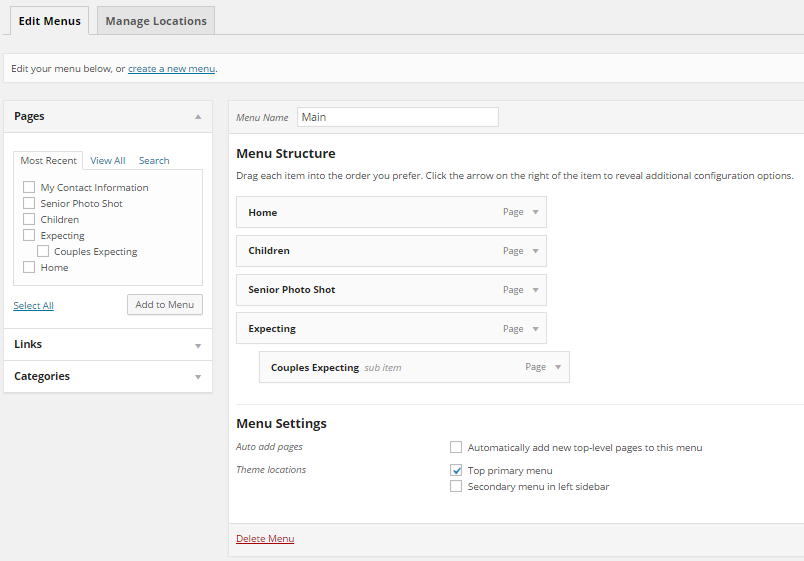 Edit Menus Manage Locations
Edit your menu below, or create a new menu.
Pages
Most Recent View All Search
My Contact Information
Senior Photo Shot
Children
Expecting
Couples Expecting
Home
Select All Add to Menu
Links
Categories
Menu Name Main
Menu Structure
Drag each item into the order you prefer. Click the arrow on the right of the item to reveal additional configuration options.
Home Page
Children Page
Senior Photo Shot Page
Expecting Page
Couples Expecting sub item Page
Menu Settings
Auto add pages Automatically add new top-level pages to this menu
Theme locations Top primary menu
Secondary menu in left sidebar
Delete Menu